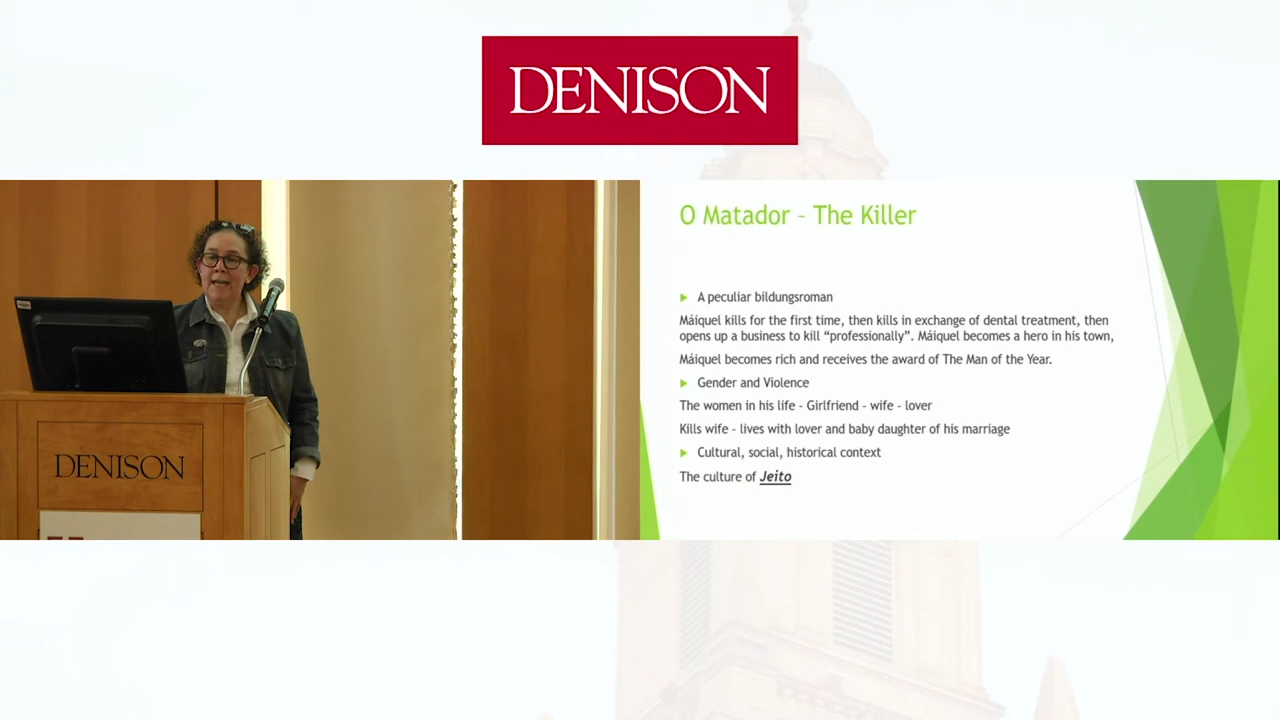 DENISON
DENISON
O Matador – The Killer
A peculiar bildungsroman
Máiquel kills for the first time, then kills in exchange of dental treatment, then
opens up a business to kill “professionally”. Máiquel becomes a hero in his town,
Máiquel becomes rich and receives the award of The Man of the Year.
Gender and Violence
The women in his life – Girlfriend – wife – lover
Kills wife – lives with lover and baby daughter of his marriage
Cultural, social, historical context
The culture of Jeito